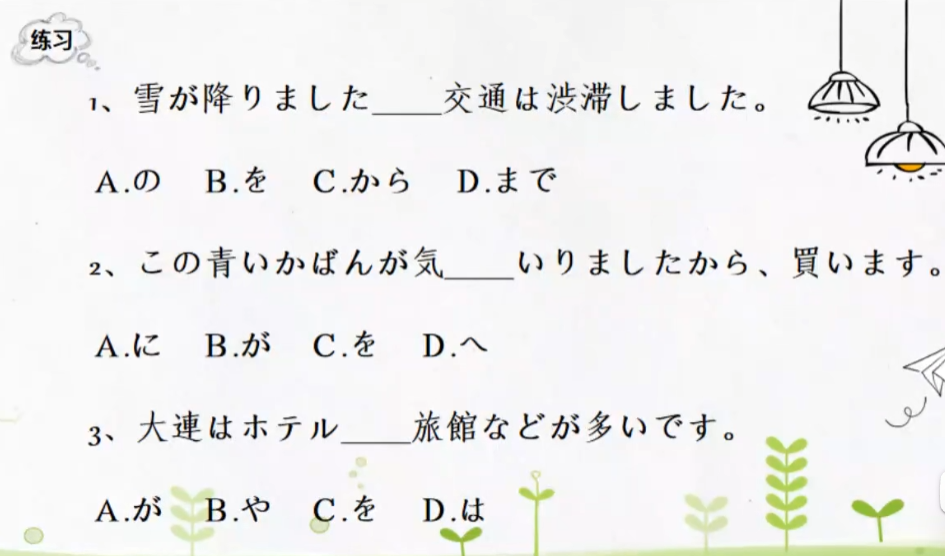 练习
1、雪が降りました____交通は渋滞しました。
A.の B.を C.から D.まで
2、この青いかばんが気____いりましたから、買います。
A.に B.が C.を D.へ
3、大連はホテル____旅館などが多いです。
A.が B.や C.を D.は